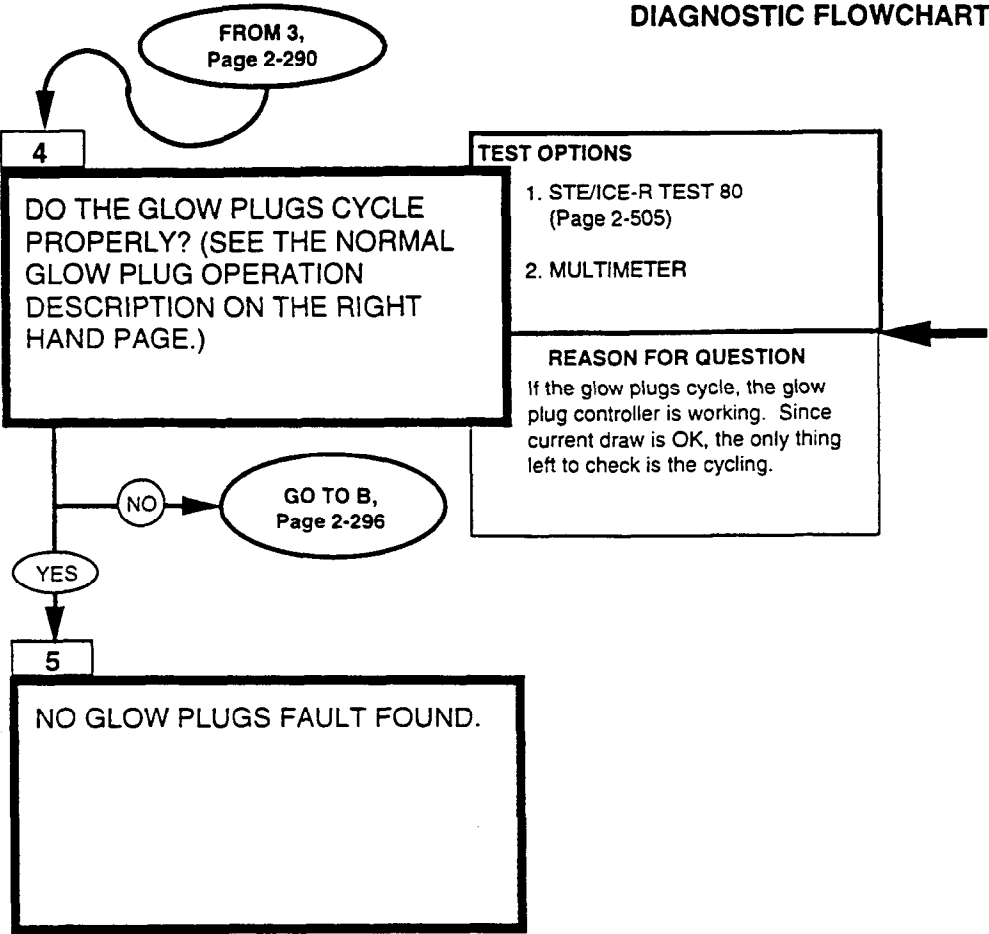 DIAGNOSTIC FLOWCHART
FROM 3,
Page 2-290
4
DO THE GLOW PLUGS CYCLE
PROPERLY? (SEE THE NORMAL
GLOW PLUG OPERATION
DESCRIPTION ON THE RIGHT
HAND PAGE.)
TEST OPTIONS
1. STE/ICE-R TEST 80
(Page 2-505)
2. MULTIMETER
REASON FOR QUESTION
If the glow plugs cycle, the glow
plug controller is working. Since
current draw is OK, the only thing
left to check is the cycling.
NO
GO TO B,
Page 2-296
YES
5
NO GLOW PLUGS FAULT FOUND.